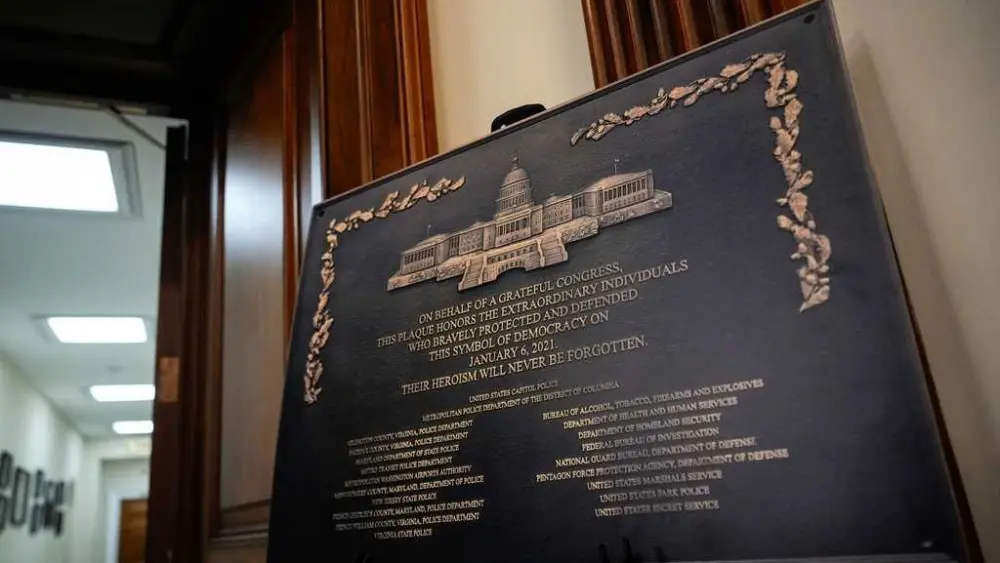 ON BEHALF OF A GRATEFUL CONGRESS,
THIS PLAQUE HONORS THE EXTRAORDINARY INDIVIDUALS
WHO BRAVELY PROTECTED AND DEFENDED
THIS SYMBOL OF DEMOCRACY ON
JANUARY 6, 2021.
THEIR HEROISM WILL NEVER BE FORGOTTEN.
UNITED STATES CAPITOL POLICE
METROPOLITAN POLICE DEPARTMENT OF THE DISTRICT OF COLUMBIA
ARLINGTON COUNTY, VIRGINIA, POLICE DEPARTMENT
COUNTY, VIRGINIA, POLICE DEPARTMENT
MARYLAND DEPARTMENT OF STATE POLICE
METRO TRANSIT POLICE DEPARTMENT
METROPOLITAN WASHINGTON AIRPORTS AUTHORITY
MONTGOMERY COUNTY, MARYLAND, DEPARTMENT OF POLICE
NEW JERSEY STATE POLICE
PRINCE GEORGE'S COUNTY, MARYLAND, POLICE DEPARTMENT
PRINCE WILLIAM COUNTY, VIRGINIA, POLICE DEPARTMENT
VIRGINIA STATE POLICE
BUREAU OF ALCOHOL, TOBACCO, FIREARMS AND EXPLOSIVES
DEPARTMENT OF HEALTH AND HUMAN SERVICES
DEPARTMENT OF HOMELAND SECURITY
FEDERAL BUREAU OF INVESTIGATION
NATIONAL GUARD BUREAU, DEPARTMENT OF DEFENSE
PENTAGON FORCE PROTECTION AGENCY, DEPARTMENT OF DEFENSE
UNITED STATES MARSHALS SERVICE
UNITED STATES PARK POLICE
UNITED STATES SECRET SERVICE